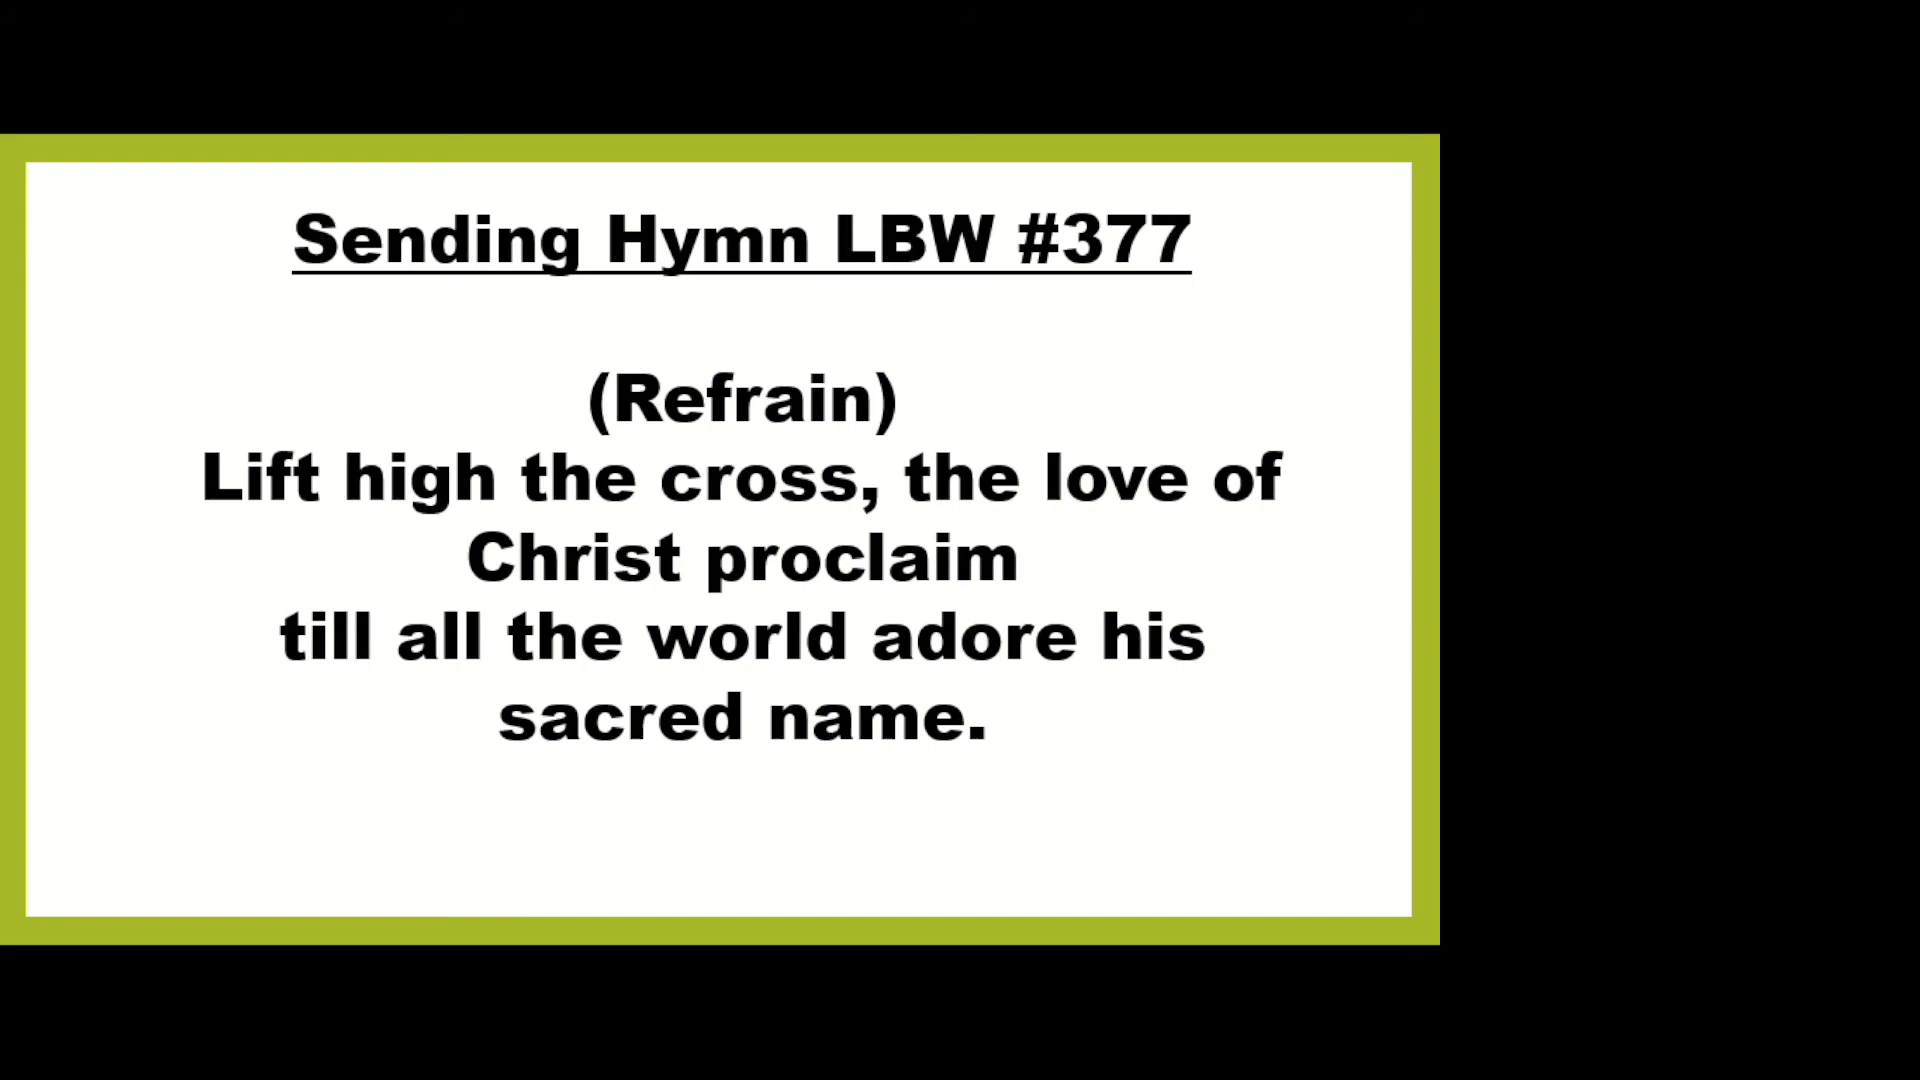 Sending Hymn LBW #377
(Refrain)
Lift high the cross, the love of
Christ proclaim
till all the world adore his
sacred name.